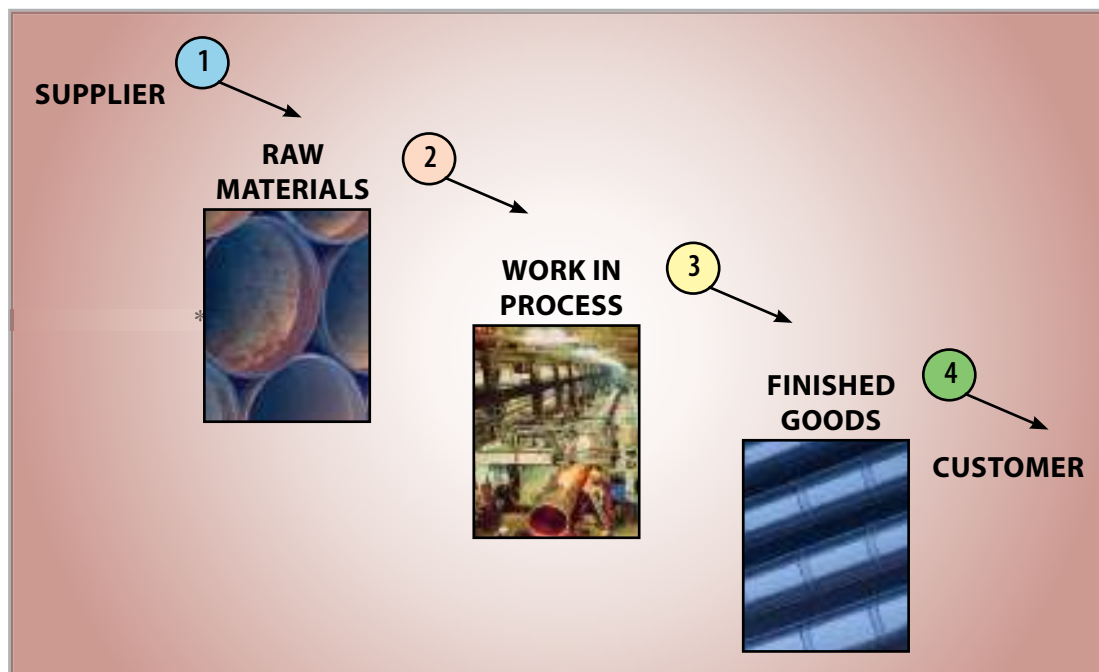 1
SUPPLIER
RAW
MATERIALS
2
WORK IN
PROCESS
3
FINISHED
GOODS
4
CUSTOMER
*